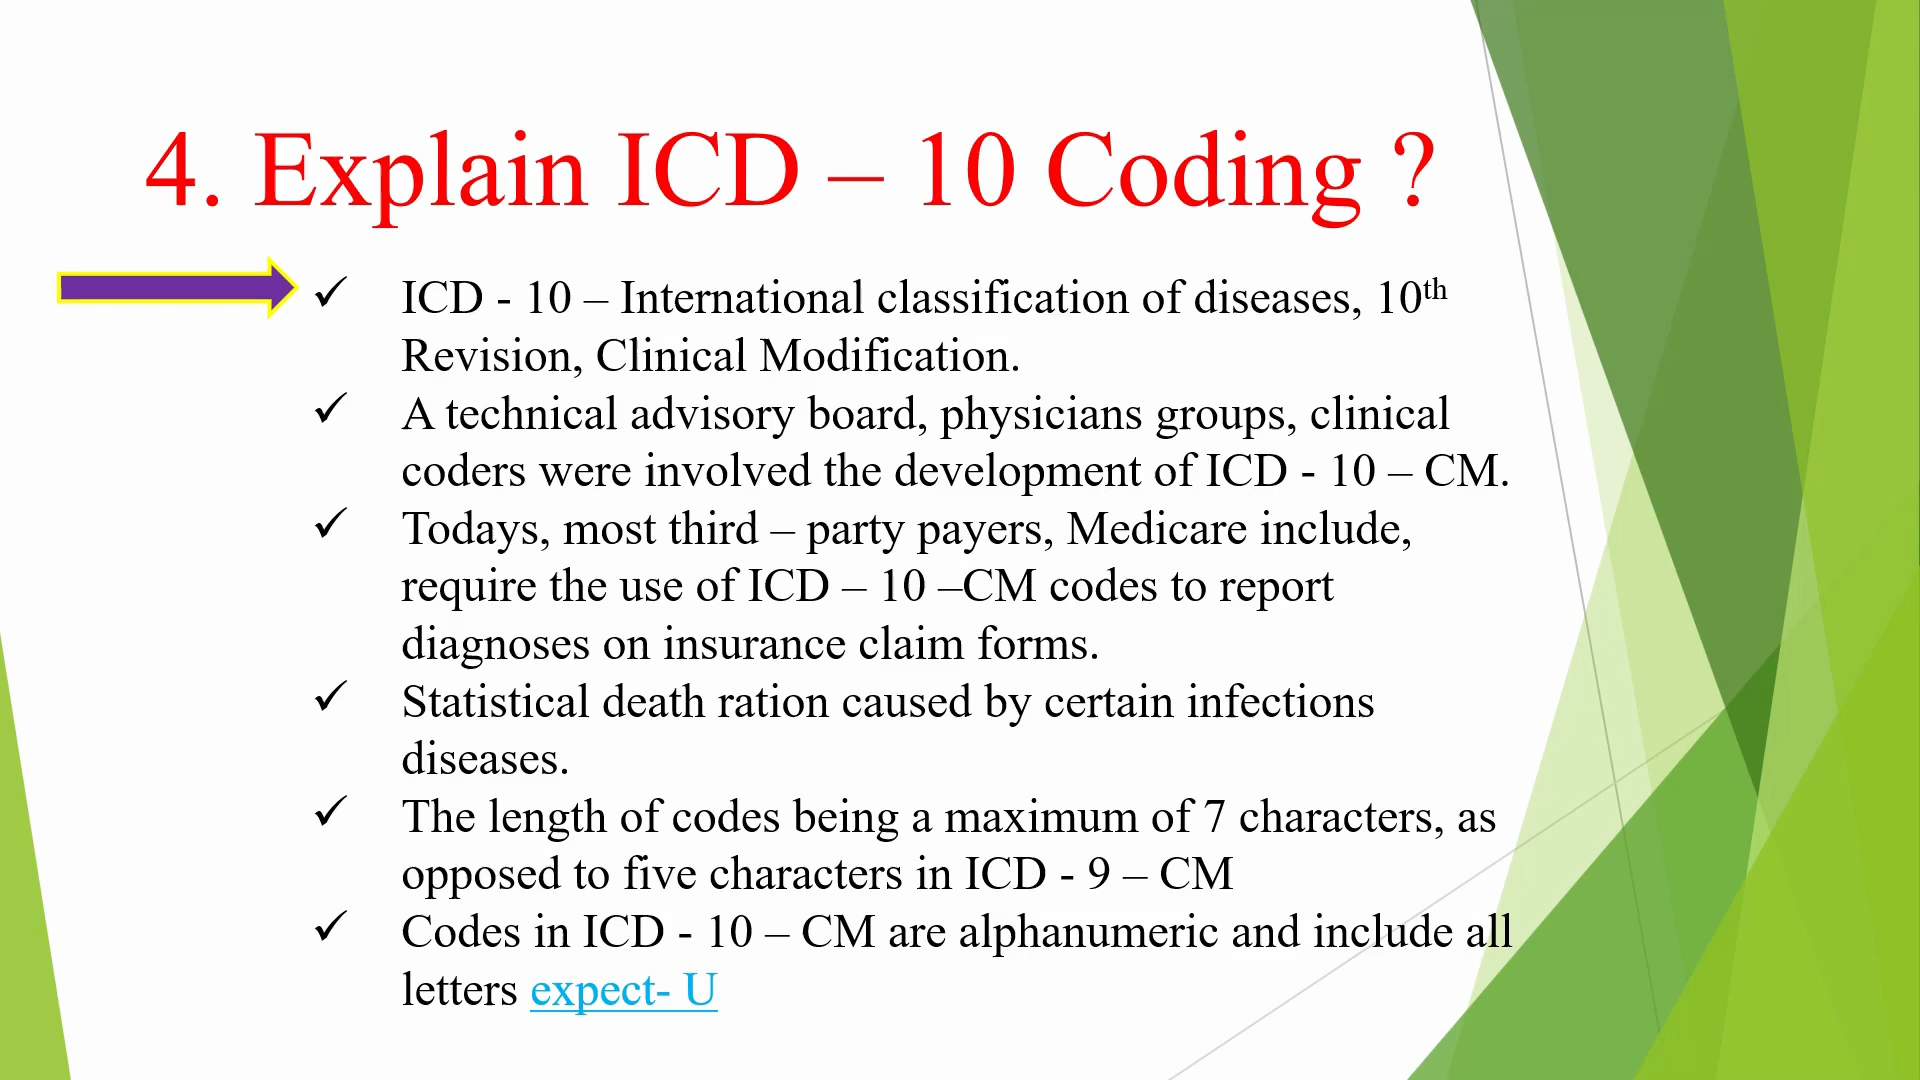 4. Explain ICD – 10 Coding ?
✓ ICD - 10 – International classification of diseases, 10th
Revision, Clinical Modification.
✓ A technical advisory board, physicians groups, clinical
coders were involved the development of ICD - 10 – CM.
✓ Todays, most third – party payers, Medicare include,
require the use of ICD – 10 –CM codes to report
diagnoses on insurance claim forms.
✓ Statistical death ration caused by certain infections
diseases.
✓ The length of codes being a maximum of 7 characters, as
opposed to five characters in ICD - 9 – CM
✓ Codes in ICD - 10 – CM are alphanumeric and include all
letters expect- U